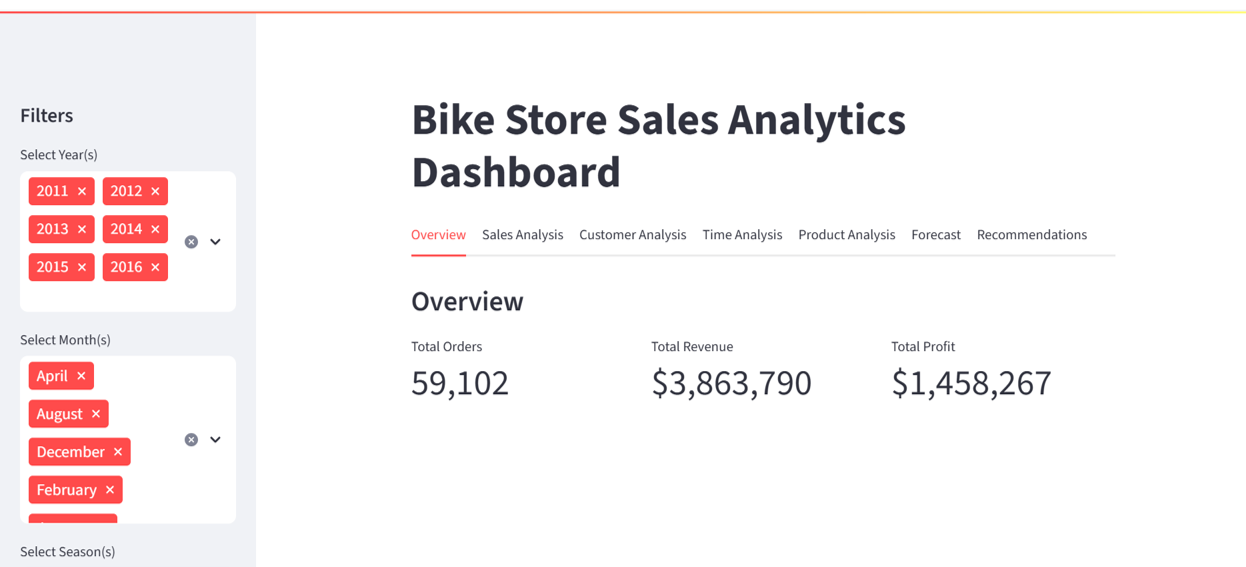 Filters
Select Year(s)
2011 × 2012 ×
2013 × 2014 ×
2015 × 2016 ×
Select Month(s)
April ×
August ×
December ×
February ×
Select Season(s)
Bike Store Sales Analytics
Dashboard
Overview Sales Analysis Customer Analysis Time Analysis Product Analysis Forecast Recommendations
Overview
Total Orders Total Revenue Total Profit
59,102 $3,863,790 $1,458,267